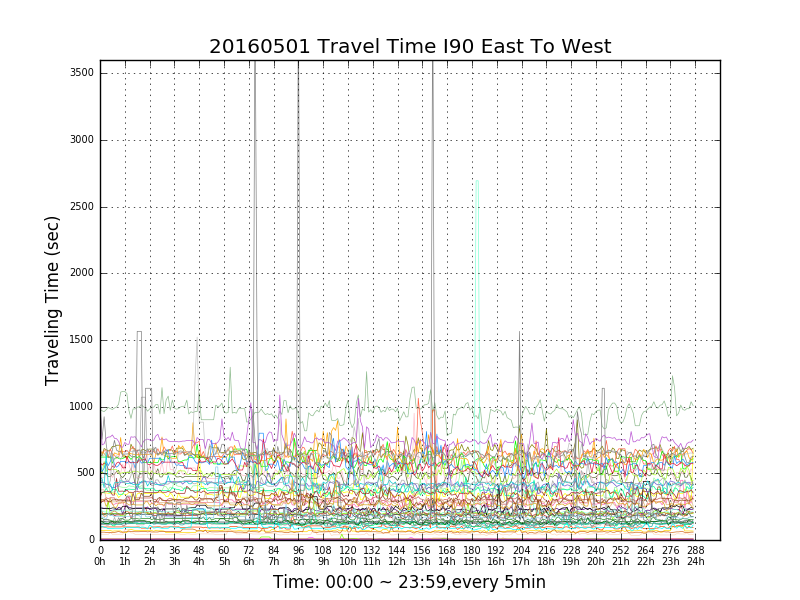 20160501 Travel Time I90 East To West
3500
3000
2500
2000
1500
1000
500
0
Traveling Time (sec)
0 12 24 36 48 60 72 84 96 108 120 132 144 156 168 180 192 204 216 228 240 252 264 276 288
0h 1h 2h 3h 4h 5h 6h 7h 8h 9h 10h 11h 12h 13h 14h 15h 16h 17h 18h 19h 20h 21h 22h 23h 24h
Time: 00:00 ~ 23:59,every 5min